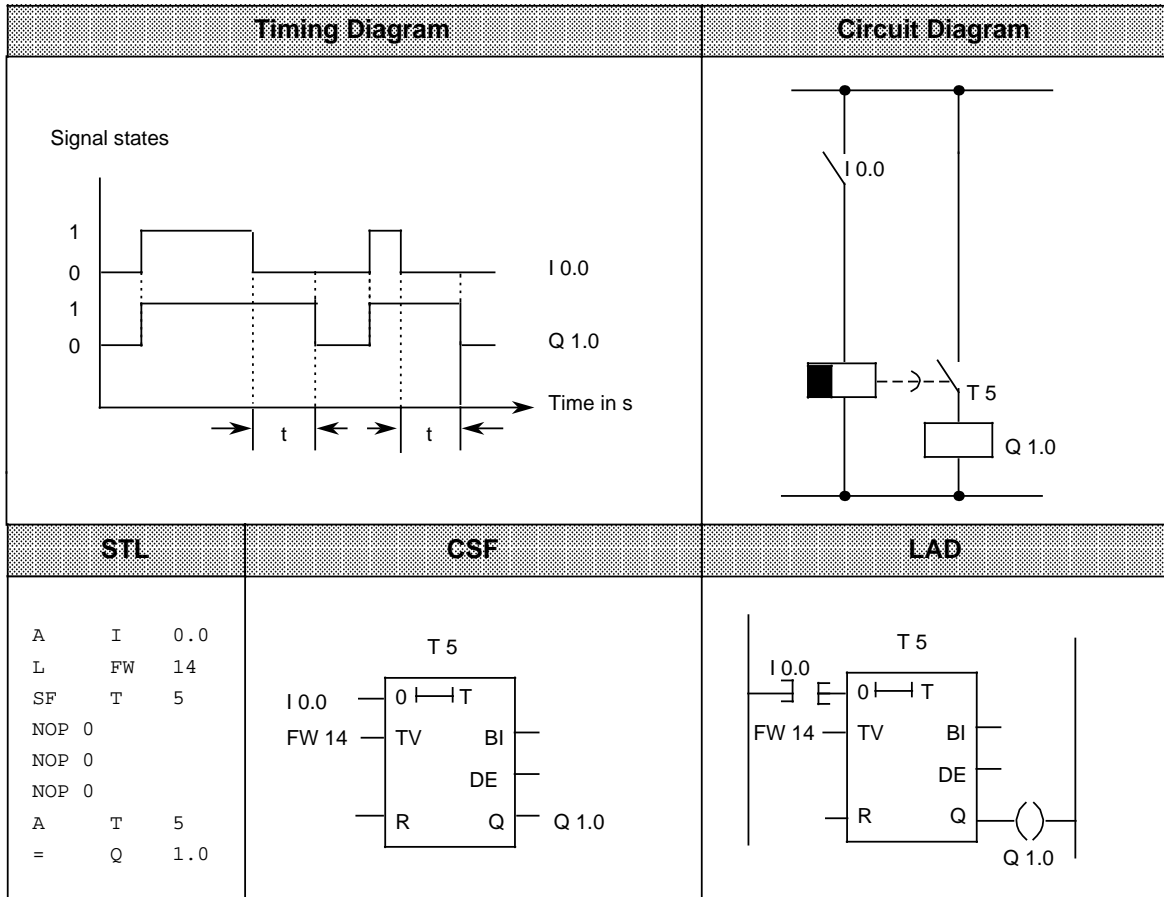 Timing Diagram
Circuit Diagram
Signal states
1
0
I 0.0
1
0
Q 1.0
Time in s
t
t
I 0.0
T 5
Q 1.0
STL
CSF
LAD
A I 0.0
L FW 14
SF T 5
NOP 0
NOP 0
NOP 0
A T 5
= Q 1.0
T 5
I 0.0
0 T
FW 14
TV BI
DE
R Q
Q 1.0
T 5
I 0.0
0 T
FW 14
TV BI
DE
R Q
Q 1.0